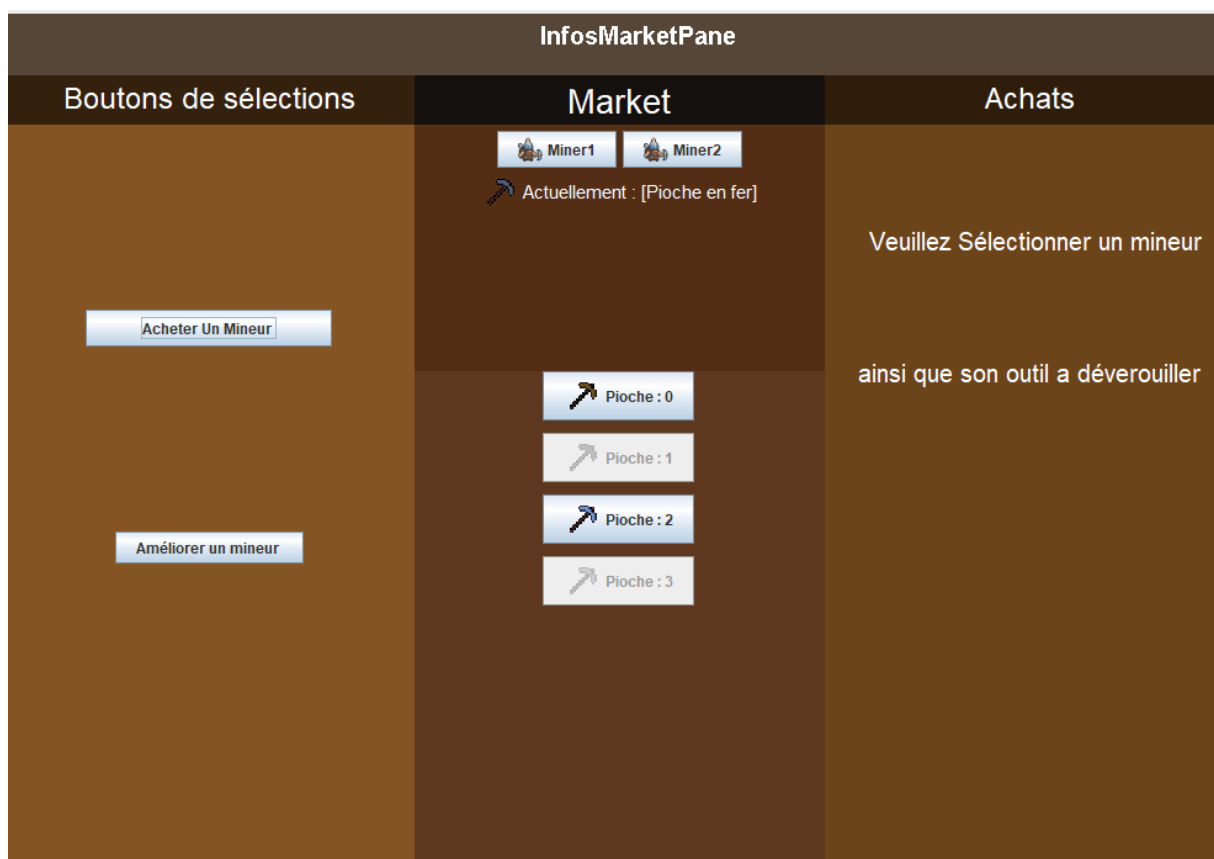 InfosMarketPane
Boutons de sélections
Market
Achats
Miner1
Miner2
Actuellement : [Pioche en fer]
Veuillez Sélectionner un mineur
Acheter Un Mineur
ainsi que son outil a déverouiller
Pioche : 0
Pioche : 1
Pioche : 2
Améliorer un mineur
Pioche : 3